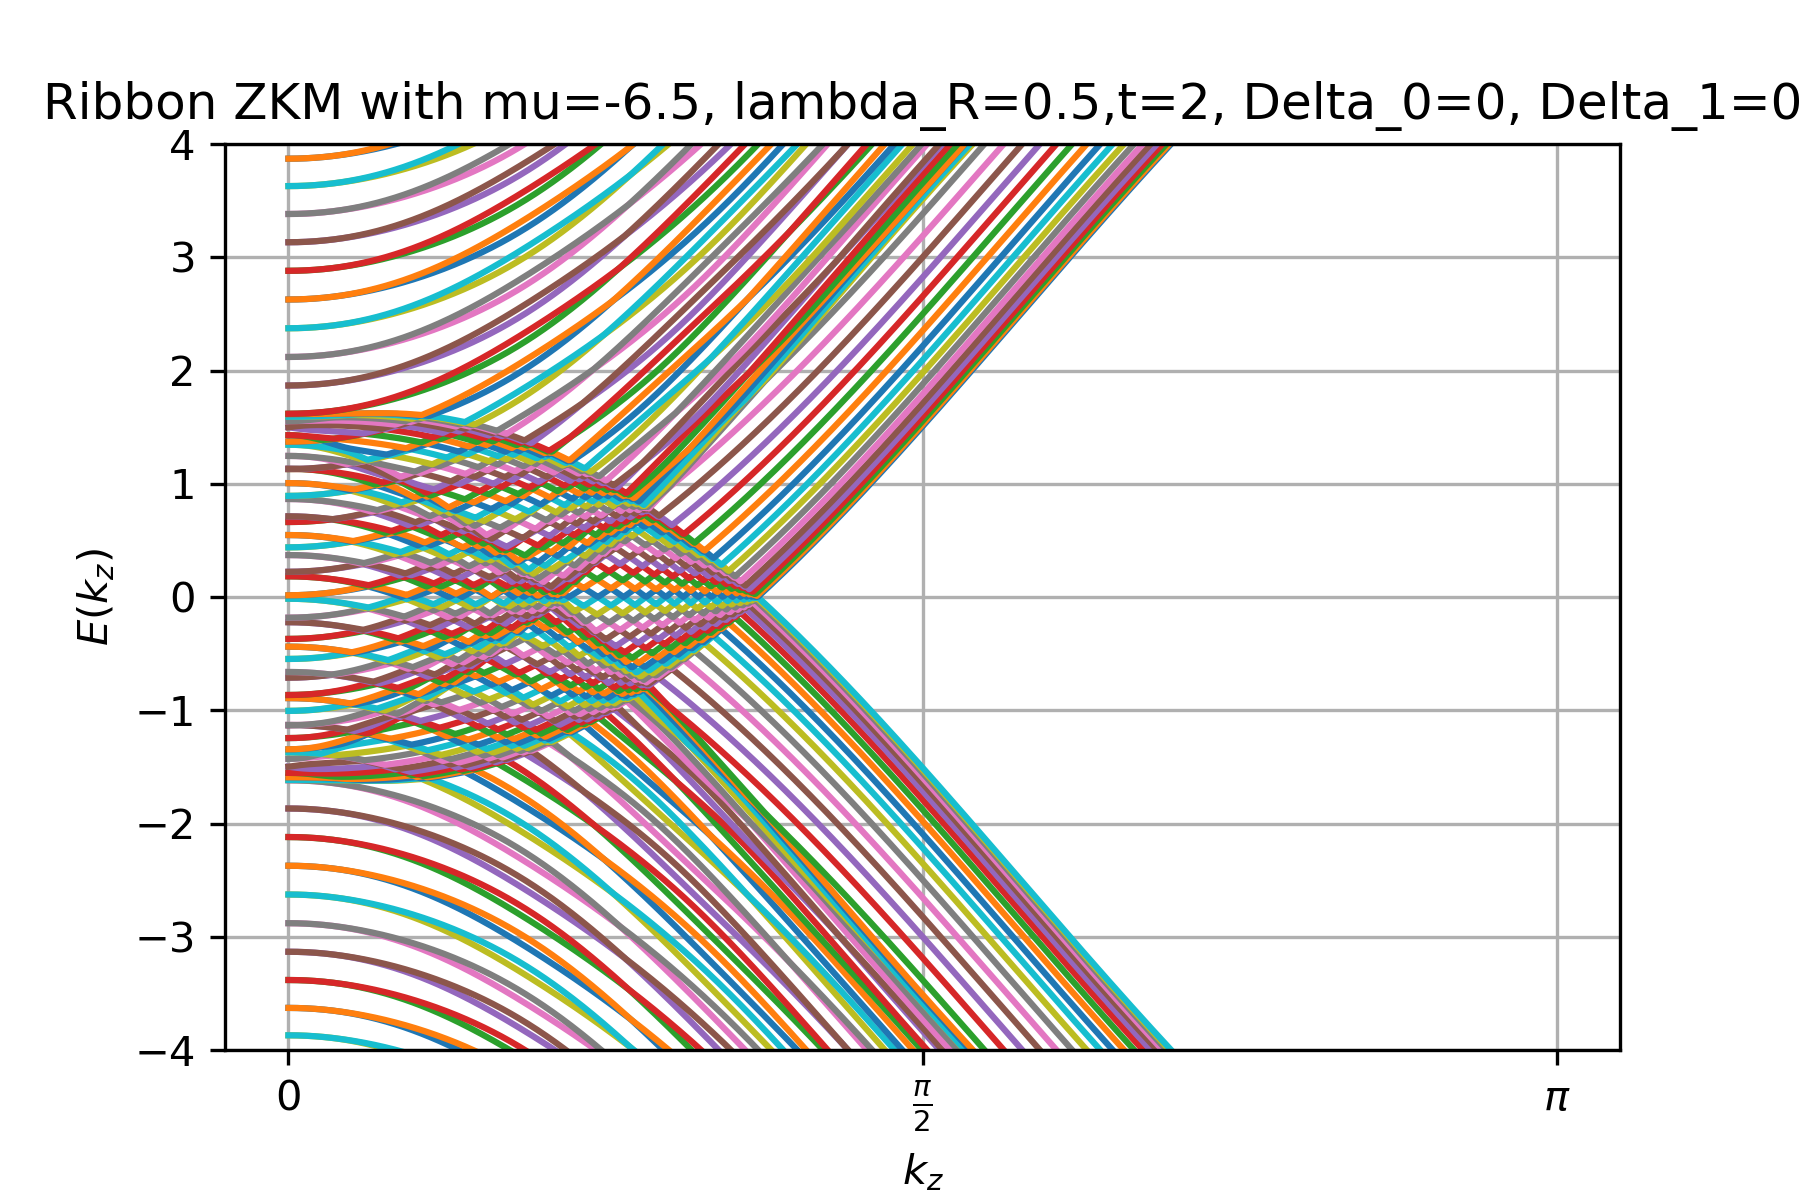 Ribbon ZKM with mu=-6.5, lambda_R=0.5,t=2, Delta_0=0, Delta_1=0
4
3
2
1
0
−1
−2
−3
−4
E(k_z)
0
π/2
π
k_z